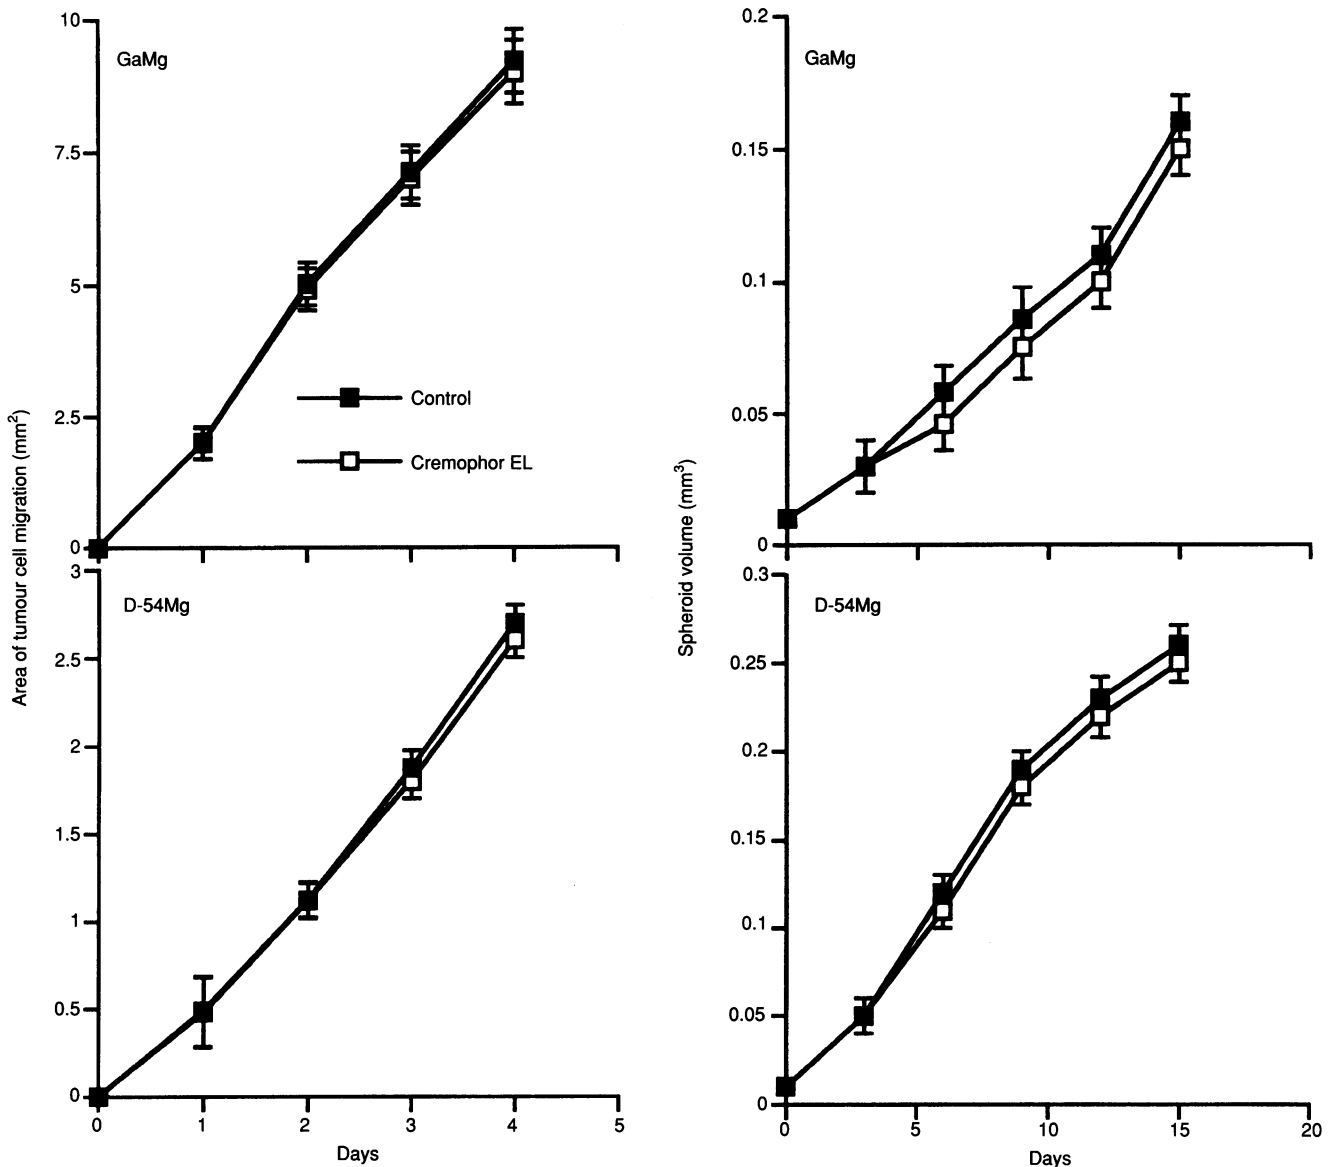 10
GaMg
7.5
5
2.5
0
Control
Cremophor EL
Area of tumour cell migration (mm²)
3
D-54Mg
2.5
2
1.5
1
0.5
0
0 1 2 3 4 5
Days
0.2
GaMg
0.15
0.1
0.05
0
Spheroid volume (mm³)
0.3
D-54Mg
0.25
0.2
0.15
0.1
0.05
0
0 5 10 15 20
Days